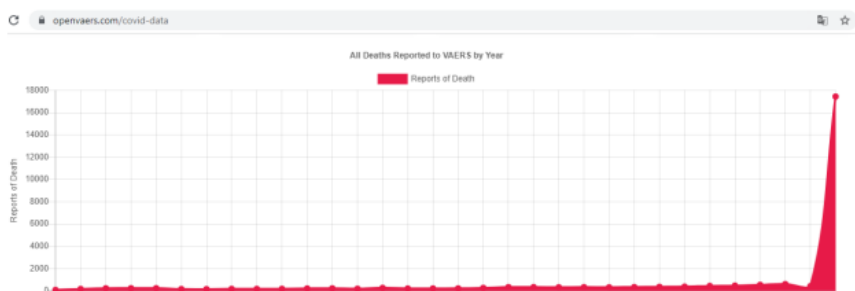 openvaers.com/covid-data
All Deaths Reported to VAERS by Year
Reports of Death
18000
16000
14000
12000
10000
8000
6000
4000
2000
0
Reports of Death